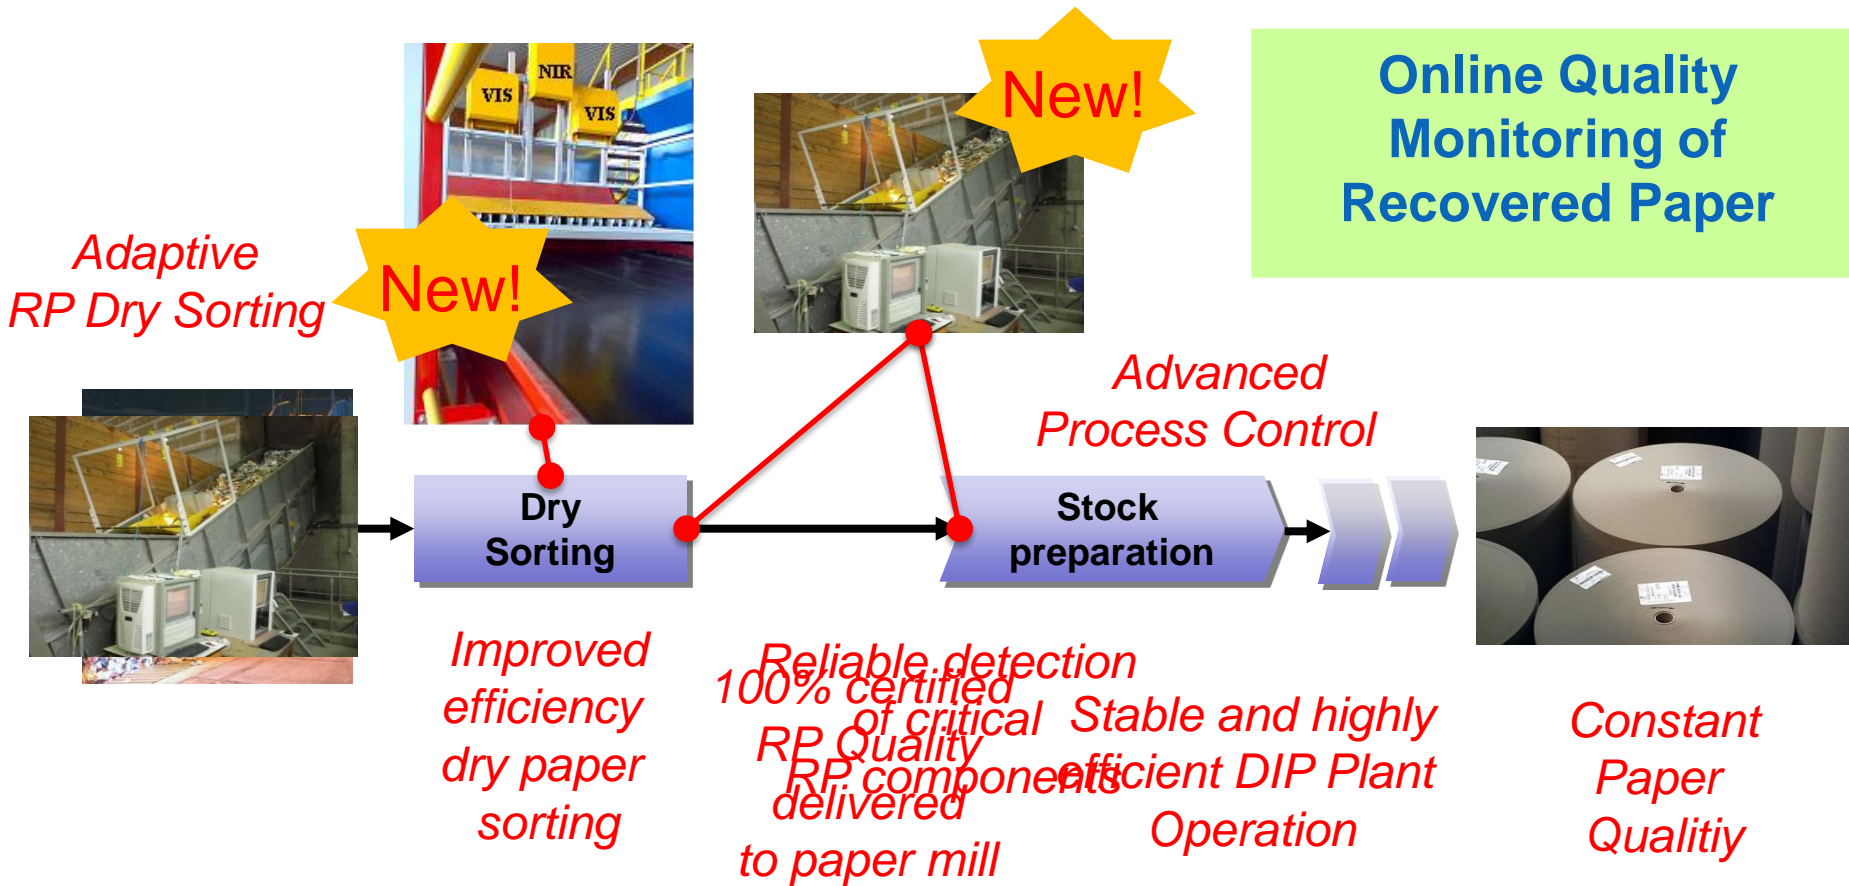 Online Quality
Monitoring of
Recovered Paper
VIS
NIR
VIS
New!
New!
Adaptive
RP Dry Sorting
Advanced
Process Control
Dry
Sorting
Stock
preparation
Improved
efficiency
dry paper
sorting
Reliable detection
of critical
RP components
100% certified
RP Quality
delivered
to paper mill
Stable and highly
efficient DIP Plant
Operation
Constant
Paper
Qualitiy